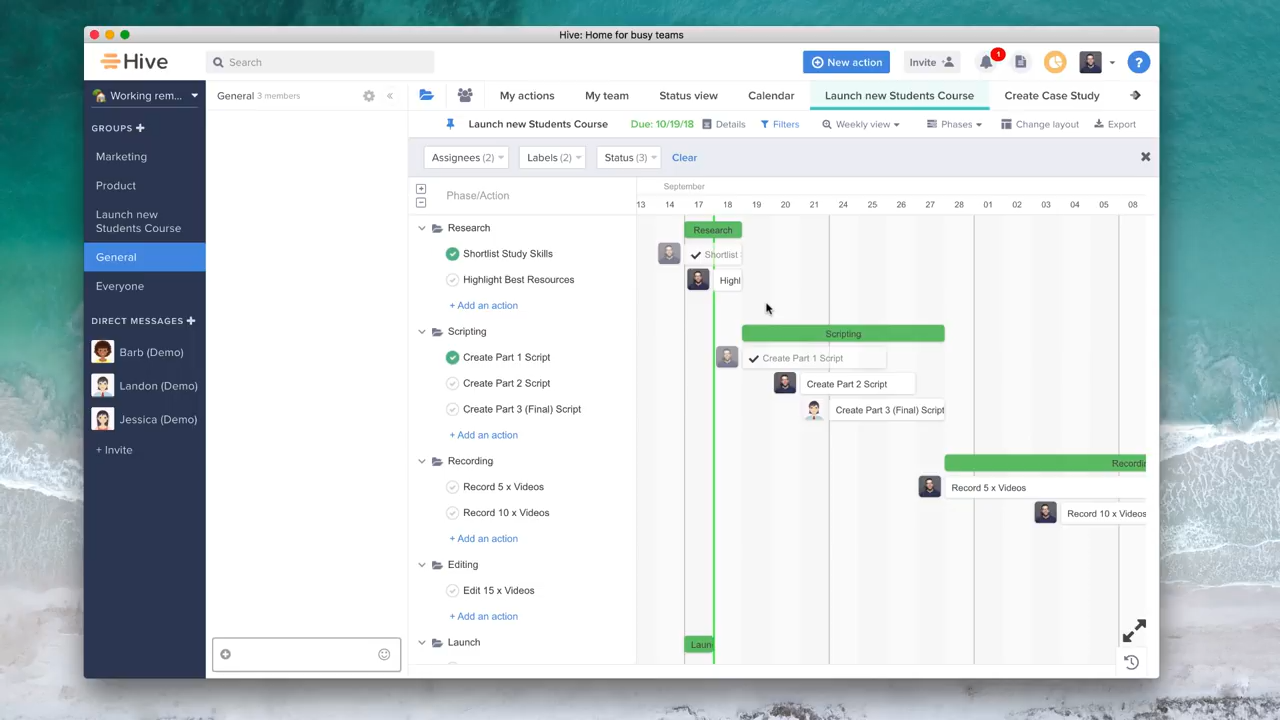 Hive: Home for busy teams
Hive
Search
New action
Invite
1
?
Working rem...
General 3 members
My actions
My team
Status view
Calendar
Launch new Students Course
Create Case Study
GROUPS
Marketing
Product
Launch new
Students Course
General
Everyone
DIRECT MESSAGES
Barb (Demo)
Landon (Demo)
Jessica (Demo)
+ Invite
Launch new Students Course
Due: 10/19/18
Details
Filters
Weekly view
Phases
Change layout
Export
Assignees (2)
Labels (2)
Status (3)
Clear
Phase/Action
September
13 14 17 18 19 20 21 24 25 26 27 28 01 02 03 04 05 08
Research
Research
Shortlist Study Skills
Shortlist
Highlight Best Resources
Highl
+ Add an action
Scripting
Scripting
Create Part 1 Script
Create Part 1 Script
Create Part 2 Script
Create Part 2 Script
Create Part 3 (Final) Script
Create Part 3 (Final) Script
+ Add an action
Recording
Recordin
Record 5 x Videos
Record 5 x Videos
Record 10 x Videos
Record 10 x Videos
+ Add an action
Editing
Edit 15 x Videos
+ Add an action
Launch
Laun